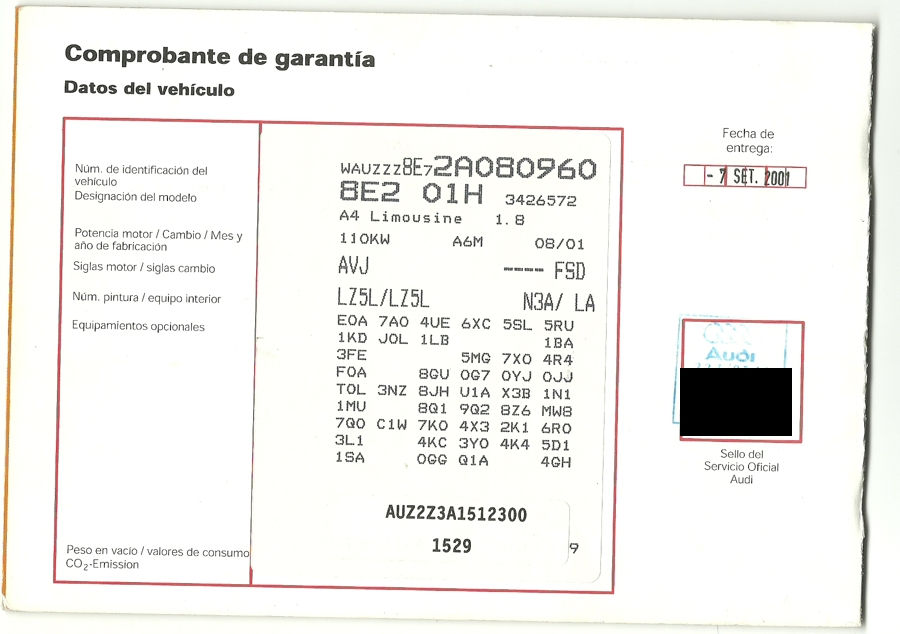 Comprobante de garantía
Datos del vehículo
Fecha de
entrega:
- 7 SET. 2001
Núm. de identificación del
vehículo
WAUZZZ8E72A080960
Designación del modelo
8E2 01H 3426572
A4 Limousine 1.8
Potencia motor / Cambio / Mes y
año de fabricación
110KW A6M 08/01
Siglas motor / siglas cambio
AVJ ---- FSD
Núm. pintura / equipo interior
LZ5L/LZ5L N3A/ LA
Equipamientos opcionales
E0A 7A0 4UE 6XC 5SL 5RU
1KD J0L 1LB 1BA
3FE 5MG 7X0 4R4
F0A 8GU 0G7 0YJ 0JJ
T0L 3NZ 8JH U1A X3B 1N1
1MU 8Q1 9Q2 8Z6 MW8
7Q0 C1W 7K0 4X3 2K1 6R0
3L1 4KC 3Y0 4K4 5D1
1SA 0GG Q1A 4GH
Audi
Sello del
Servicio Oficial
Audi
AUZ2Z3A1512300
1529 9
Peso en vacío / valores de consumo
CO2-Emission